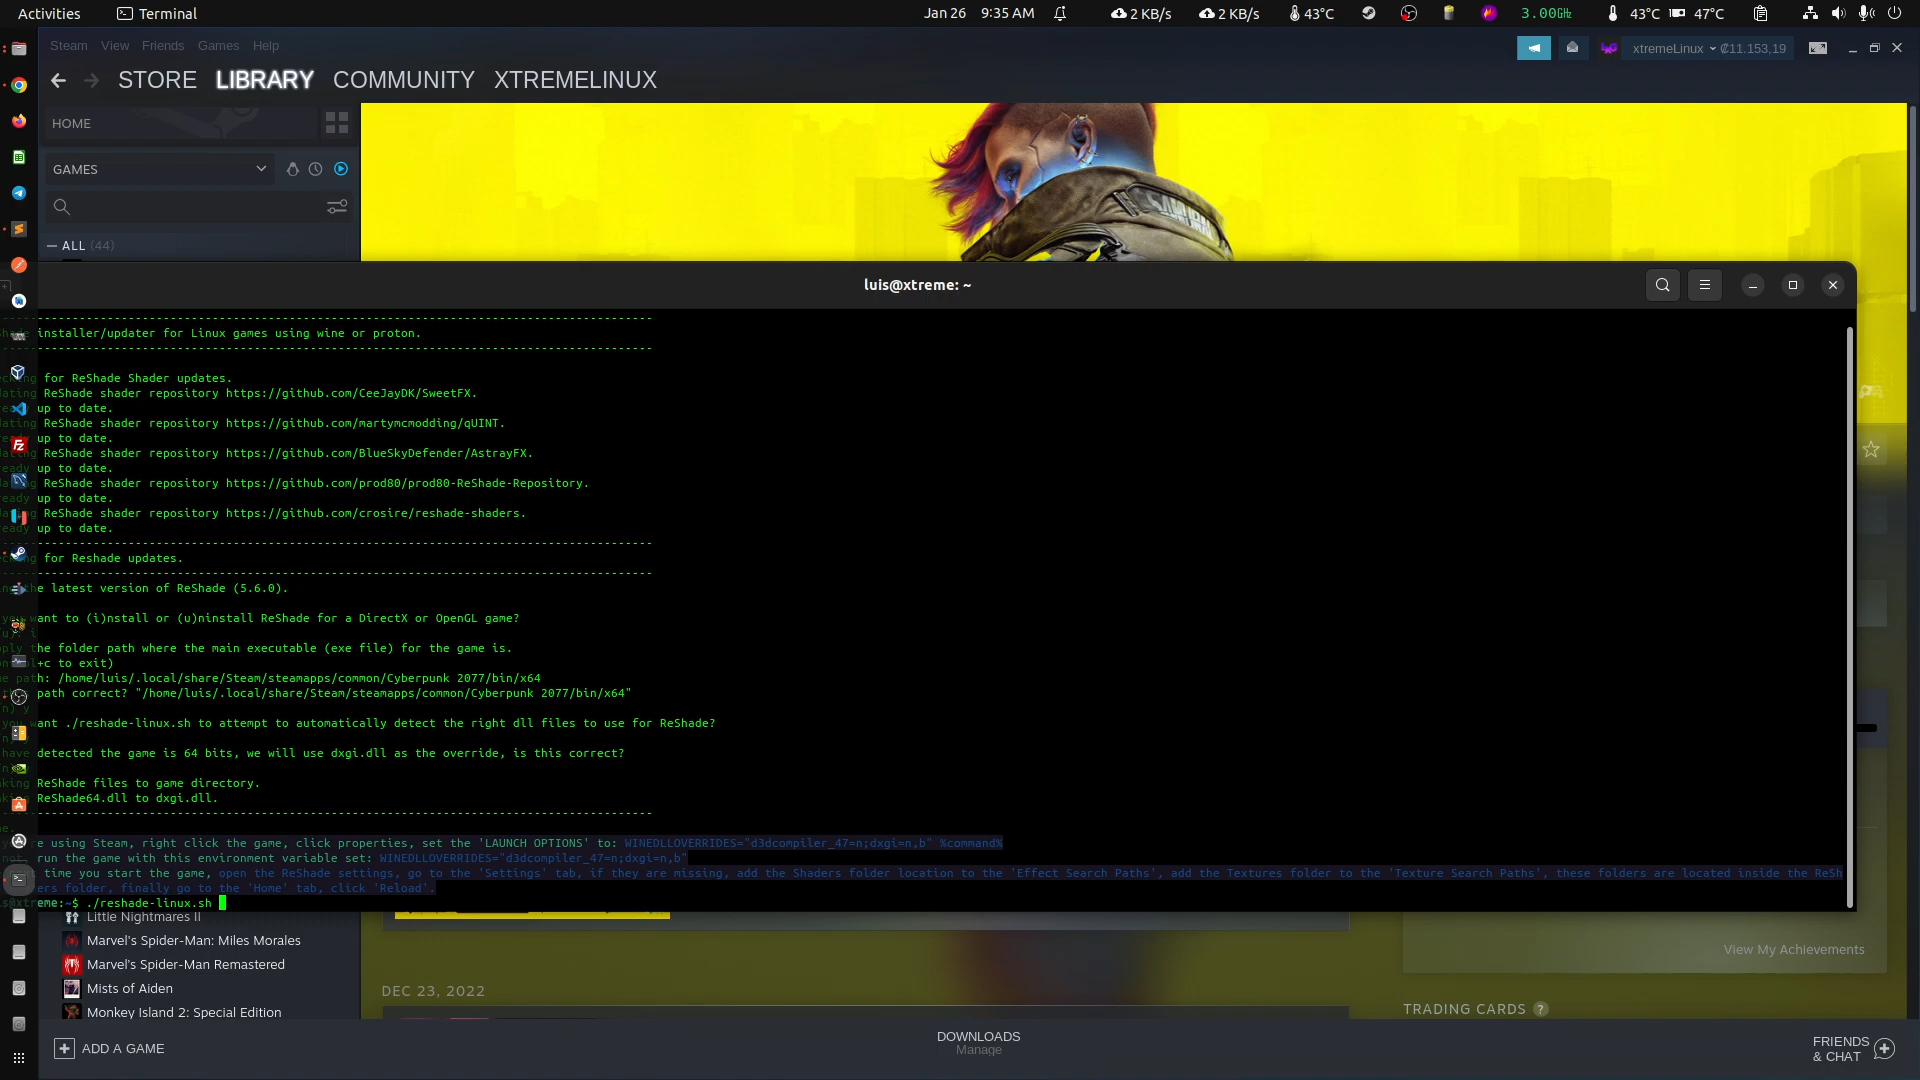 Activities
Terminal
Jan 26 9:35 AM
2 KB/s
2 KB/s
43°C
3.00GHz
43°C
47°C
Steam View Friends Games Help
xtremeLinux
₡11.153,19
STORE LIBRARY COMMUNITY XTREMELINUX
HOME
GAMES
ALL (44)
SAMURAI
luis@xtreme: ~
installer/updater for Linux games using wine or proton.
for ReShade Shader updates.
ReShade shader repository https://github.com/CeeJayDK/SweetFX.
up to date.
ReShade shader repository https://github.com/martymcmodding/qUINT.
up to date.
ReShade shader repository https://github.com/BlueSkyDefender/AstrayFX.
up to date.
ReShade shader repository https://github.com/prod80/prod80-ReShade-Repository.
up to date.
ReShade shader repository https://github.com/crosire/reshade-shaders.
up to date.
for Reshade updates.
latest version of ReShade (5.6.0).
want to (i)nstall or (u)ninstall ReShade for a DirectX or OpenGL game?
the folder path where the main executable (exe file) for the game is.
+c to exit)
path: /home/luis/.local/share/Steam/steamapps/common/Cyberpunk 2077/bin/x64
path correct? "/home/luis/.local/share/Steam/steamapps/common/Cyberpunk 2077/bin/x64"
want ./reshade-linux.sh to attempt to automatically detect the right dll files to use for ReShade?
have detected the game is 64 bits, we will use dxgi.dll as the override, is this correct?
ReShade files to game directory.
ReShade64.dll to dxgi.dll.
using Steam, right click the game, click properties, set the 'LAUNCH OPTIONS' to: WINEDLLOVERRIDES="d3dcompiler_47=n;dxgi=n,b" %command%
run the game with this environment variable set: WINEDLLOVERRIDES="d3dcompiler_47=n;dxgi=n,b"
time you start the game, open the ReShade settings, go to the 'Settings' tab, if they are missing, add the Shaders folder location to the 'Effect Search Paths', add the Textures folder to the 'Texture Search Paths', these folders are located inside the ReSh
ers folder, finally go to the 'Home' tab, click 'Reload'.
s@xtreme:~$ ./reshade-linux.sh
Little Nightmares II
Marvel's Spider-Man: Miles Morales
Marvel's Spider-Man Remastered
Mists of Aiden
Monkey Island 2: Special Edition
View My Achievements
DEC 23, 2022
TRADING CARDS ?
ADD A GAME
DOWNLOADS
Manage
FRIENDS
& CHAT